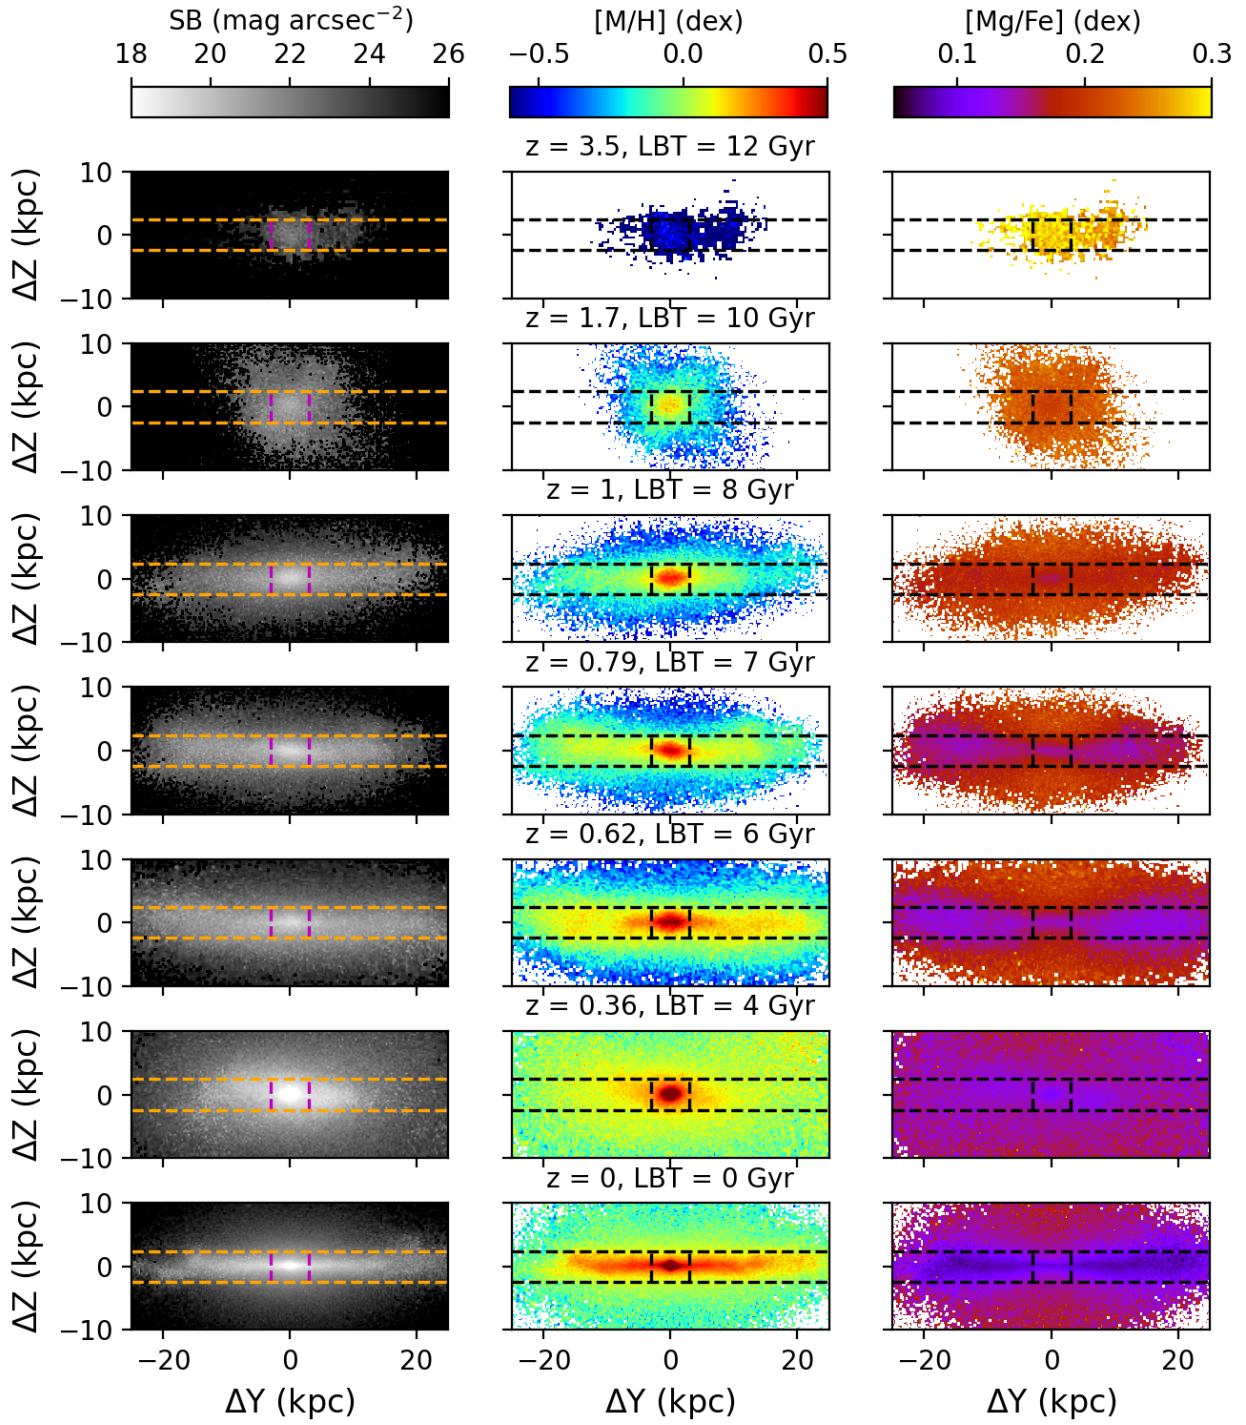 SB (mag arcsec⁻²) [M/H] (dex) [Mg/Fe] (dex)
18 20 22 24 26 −0.5 0.0 0.5 0.1 0.2 0.3
z = 3.5, LBT = 12 Gyr
10
0
−10
ΔZ (kpc)
z = 1.7, LBT = 10 Gyr
10
0
−10
ΔZ (kpc)
z = 1, LBT = 8 Gyr
10
0
−10
ΔZ (kpc)
z = 0.79, LBT = 7 Gyr
10
0
−10
ΔZ (kpc)
z = 0.62, LBT = 6 Gyr
10
0
−10
ΔZ (kpc)
z = 0.36, LBT = 4 Gyr
10
0
−10
ΔZ (kpc)
z = 0, LBT = 0 Gyr
10
0
−10
ΔZ (kpc)
−20 0 20 −20 0 20 −20 0 20
ΔY (kpc) ΔY (kpc) ΔY (kpc)